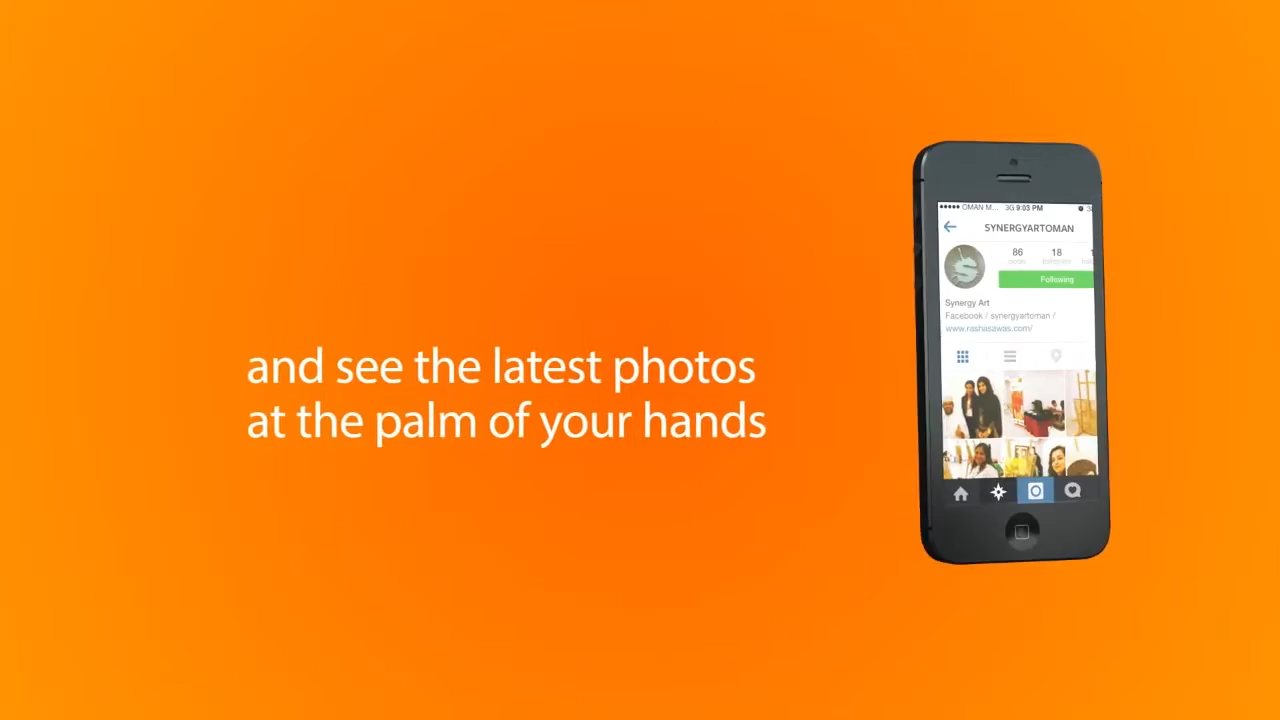 and see the latest photos
at the palm of your hands
OMAN M... 3G 9:03 PM
SYNERGYARTOMAN
86 18
Following
Synergy Art
Facebook / synergyartoman /
www.rashasawas.com/